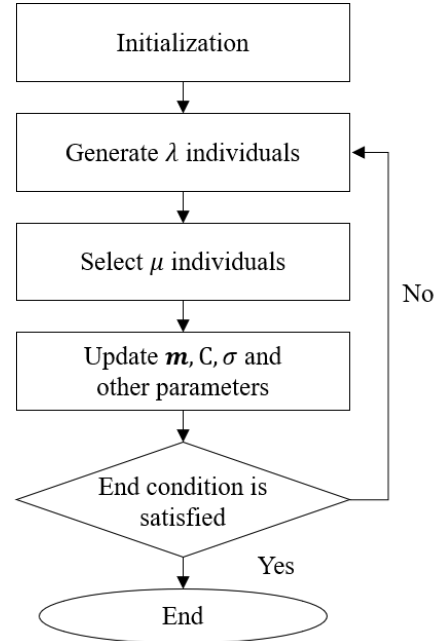 Initialization
Generate λ individuals
Select μ individuals
Update 𝒎, C, σ and
other parameters
No
End condition is
satisfied
Yes
End